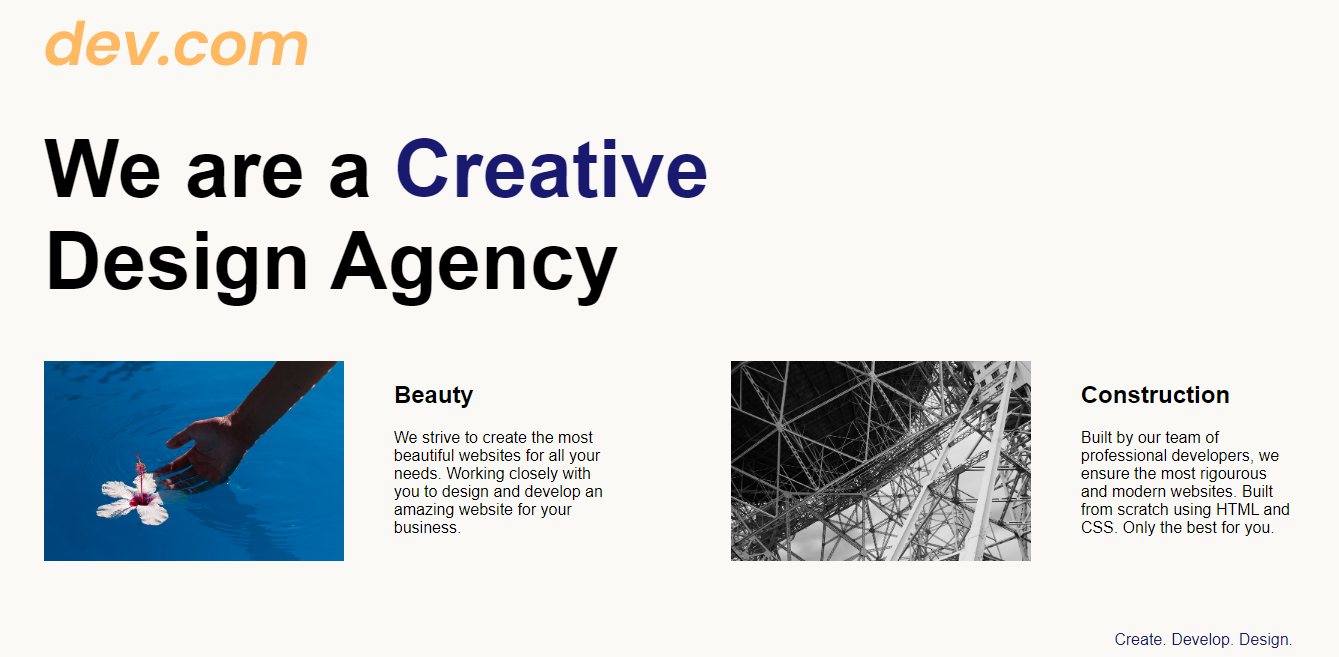 dev.com
We are a Creative
Design Agency
Beauty
We strive to create the most
beautiful websites for all your
needs. Working closely with
you to design and develop an
amazing website for your
business.
Construction
Built by our team of
professional developers, we
ensure the most rigourous
and modern websites. Built
from scratch using HTML and
CSS. Only the best for you.
Create. Develop. Design.